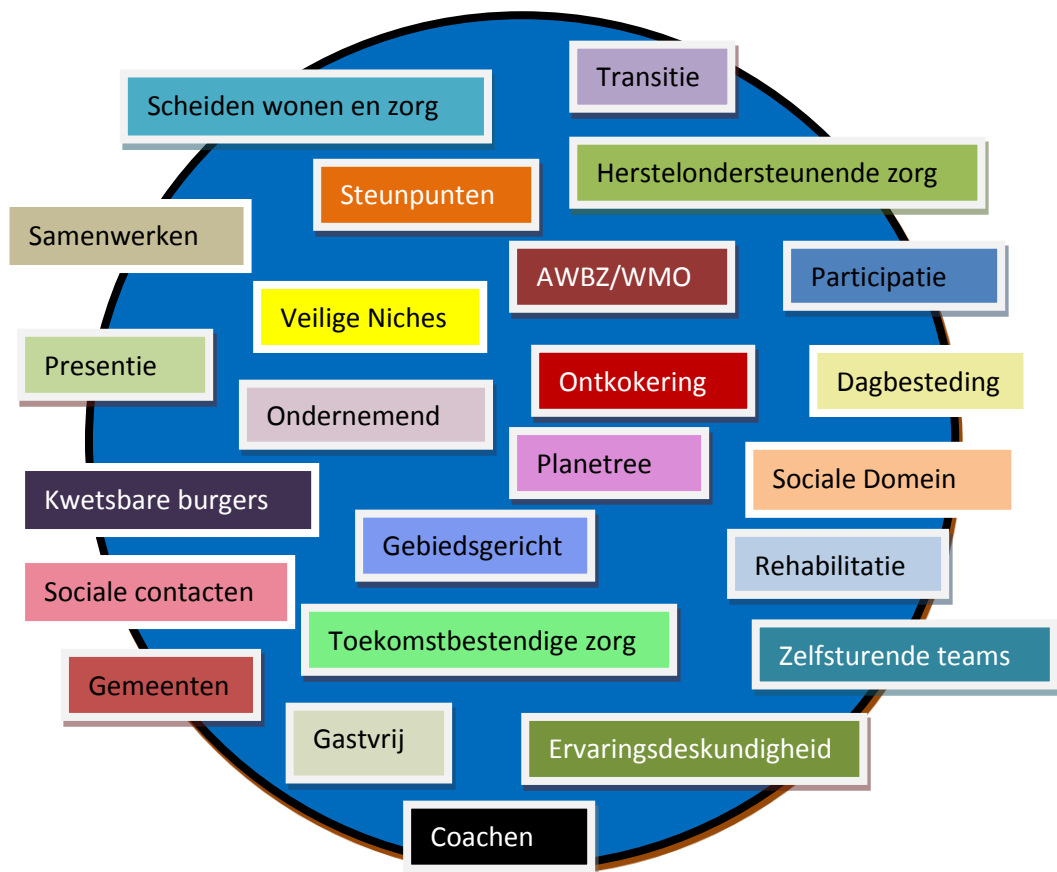 Transitie
Scheiden wonen en zorg
Herstelondersteunende zorg
Steunpunten
Samenwerken
AWBZ/WMO
Participatie
Veilige Niches
Presentie
Ontkokering
Dagbesteding
Ondernemend
Planetree
Sociale Domein
Kwetsbare burgers
Gebiedsgericht
Rehabilitatie
Sociale contacten
Toekomstbestendige zorg
Zelfsturende teams
Gemeenten
Gastvrij
Ervaringsdeskundigheid
Coachen